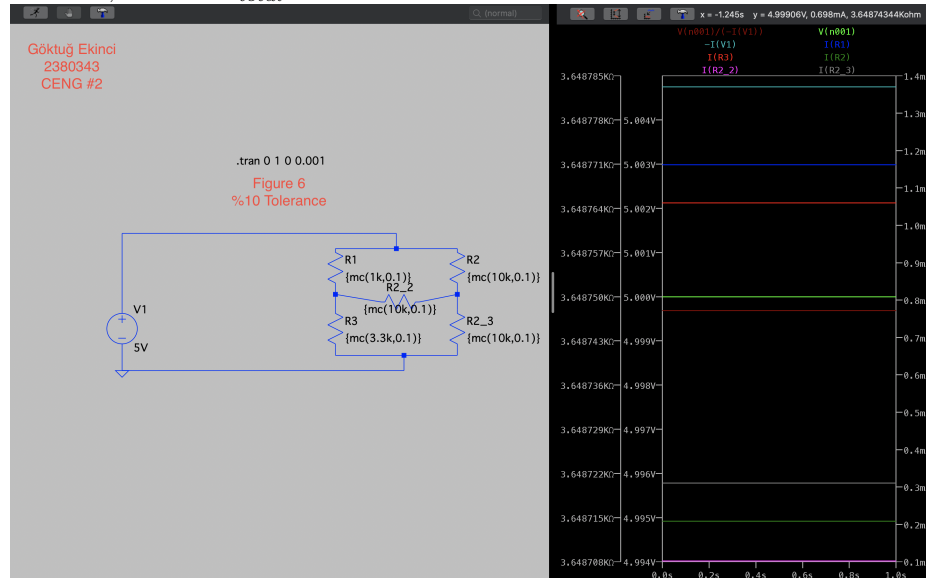 Q (normal)
x = -1.245s y = 4.99906V, 0.698mA, 3.64874344Kohm
Göktuğ Ekinci
2380343
CENG #2
.tran 0 1 0 0.001
Figure 6
%10 Tolerance
R1
{mc(1k,0.1)}
R2
{mc(10k,0.1)}
R2_2
{mc(10k,0.1)}
R3
{mc(3.3k,0.1)}
R2_3
{mc(10k,0.1)}
V1
5V
V(n001)/(-I(V1)) V(n001)
-I(V1) I(R1)
I(R3) I(R2)
I(R2_2) I(R2_3)
3.648785KΩ 1.4m
3.648778KΩ 5.004V 1.3m
1.2m
3.648771KΩ 5.003V
1.1m
3.648764KΩ 5.002V
1.0m
3.648757KΩ 5.001V
0.9m
3.648750KΩ 5.000V 0.8m
3.648743KΩ 4.999V
0.7m
3.648736KΩ 4.998V 0.6m
3.648729KΩ 4.997V 0.5m
0.4m
3.648722KΩ 4.996V
0.3m
3.648715KΩ 4.995V
0.2m
3.648708KΩ 4.994V 0.1m
0.0s 0.2s 0.4s 0.6s 0.8s 1.0s